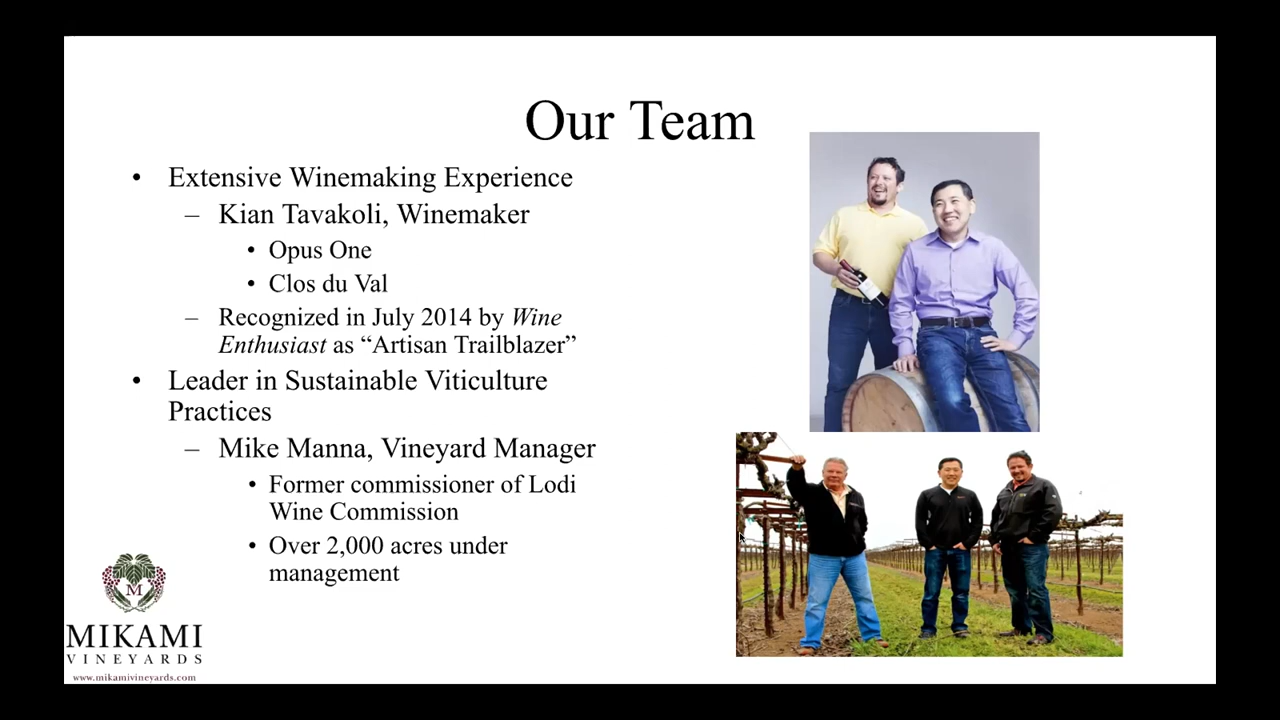 Our Team
• Extensive Winemaking Experience
– Kian Tavakoli, Winemaker
• Opus One
• Clos du Val
– Recognized in July 2014 by Wine
Enthusiast as “Artisan Trailblazer”
• Leader in Sustainable Viticulture
Practices
– Mike Manna, Vineyard Manager
• Former commissioner of Lodi
Wine Commission
• Over 2,000 acres under
management
M
MIKAMI
VINEYARDS
www.mikamivineyards.com